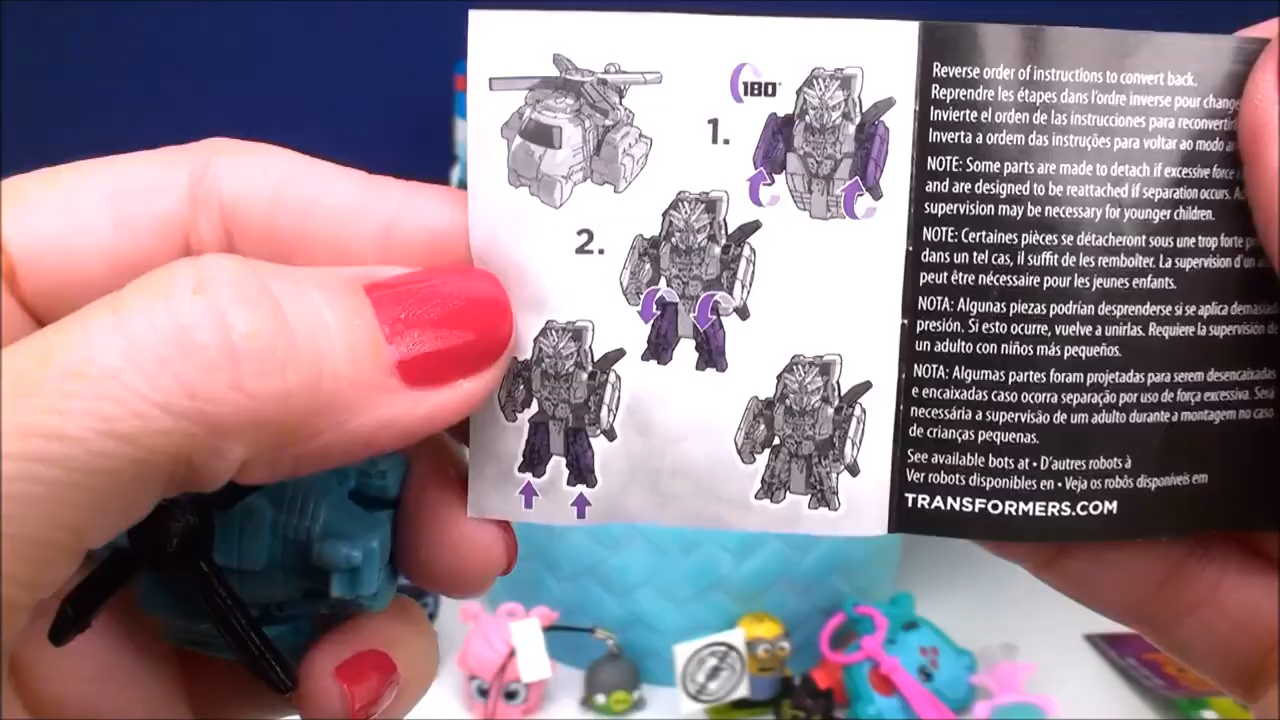 180°
1.
2.
Reverse order of instructions to convert back.
Reprendre les étapes dans l'ordre inverse pour
Invierte el orden de las instrucciones para
Inverta a ordem das instruções para voltar ao modo
NOTE: Some parts are made to detach if excessive force
and are designed to be reattached if separation occurs.
supervision may be necessary for younger children.
NOTE: Certaines pièces se détacheront sous une trop forte
dans un tel cas, il suffit de les remboîter. La supervision
peut être nécessaire pour les jeunes enfants.
NOTA: Algunas piezas podrían desprenderse si se aplica
presión. Si esto ocurre, vuelve a unirlas. Requiere la supervisión
un adulto con niños más pequeños.
NOTA: Algumas partes foram projetadas para serem desencaixadas
e encaixadas caso ocorra separação por uso de força excessiva. Será
necessária a supervisão de um adulto durante a montagem no caso
de crianças pequenas.
See available bots at • D'autres robots à
Ver robots disponibles en • Veja os robôs disponíveis em
TRANSFORMERS.COM